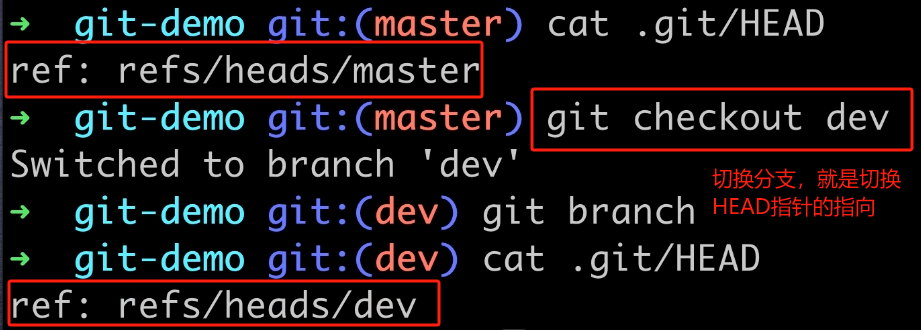 ➜ git-demo git:(master) cat .git/HEAD
ref: refs/heads/master
➜ git-demo git:(master) git checkout dev
Switched to branch 'dev'
切换分支，就是切换
HEAD指针的指向
➜ git-demo git:(dev) git branch
➜ git-demo git:(dev) cat .git/HEAD
ref: refs/heads/dev